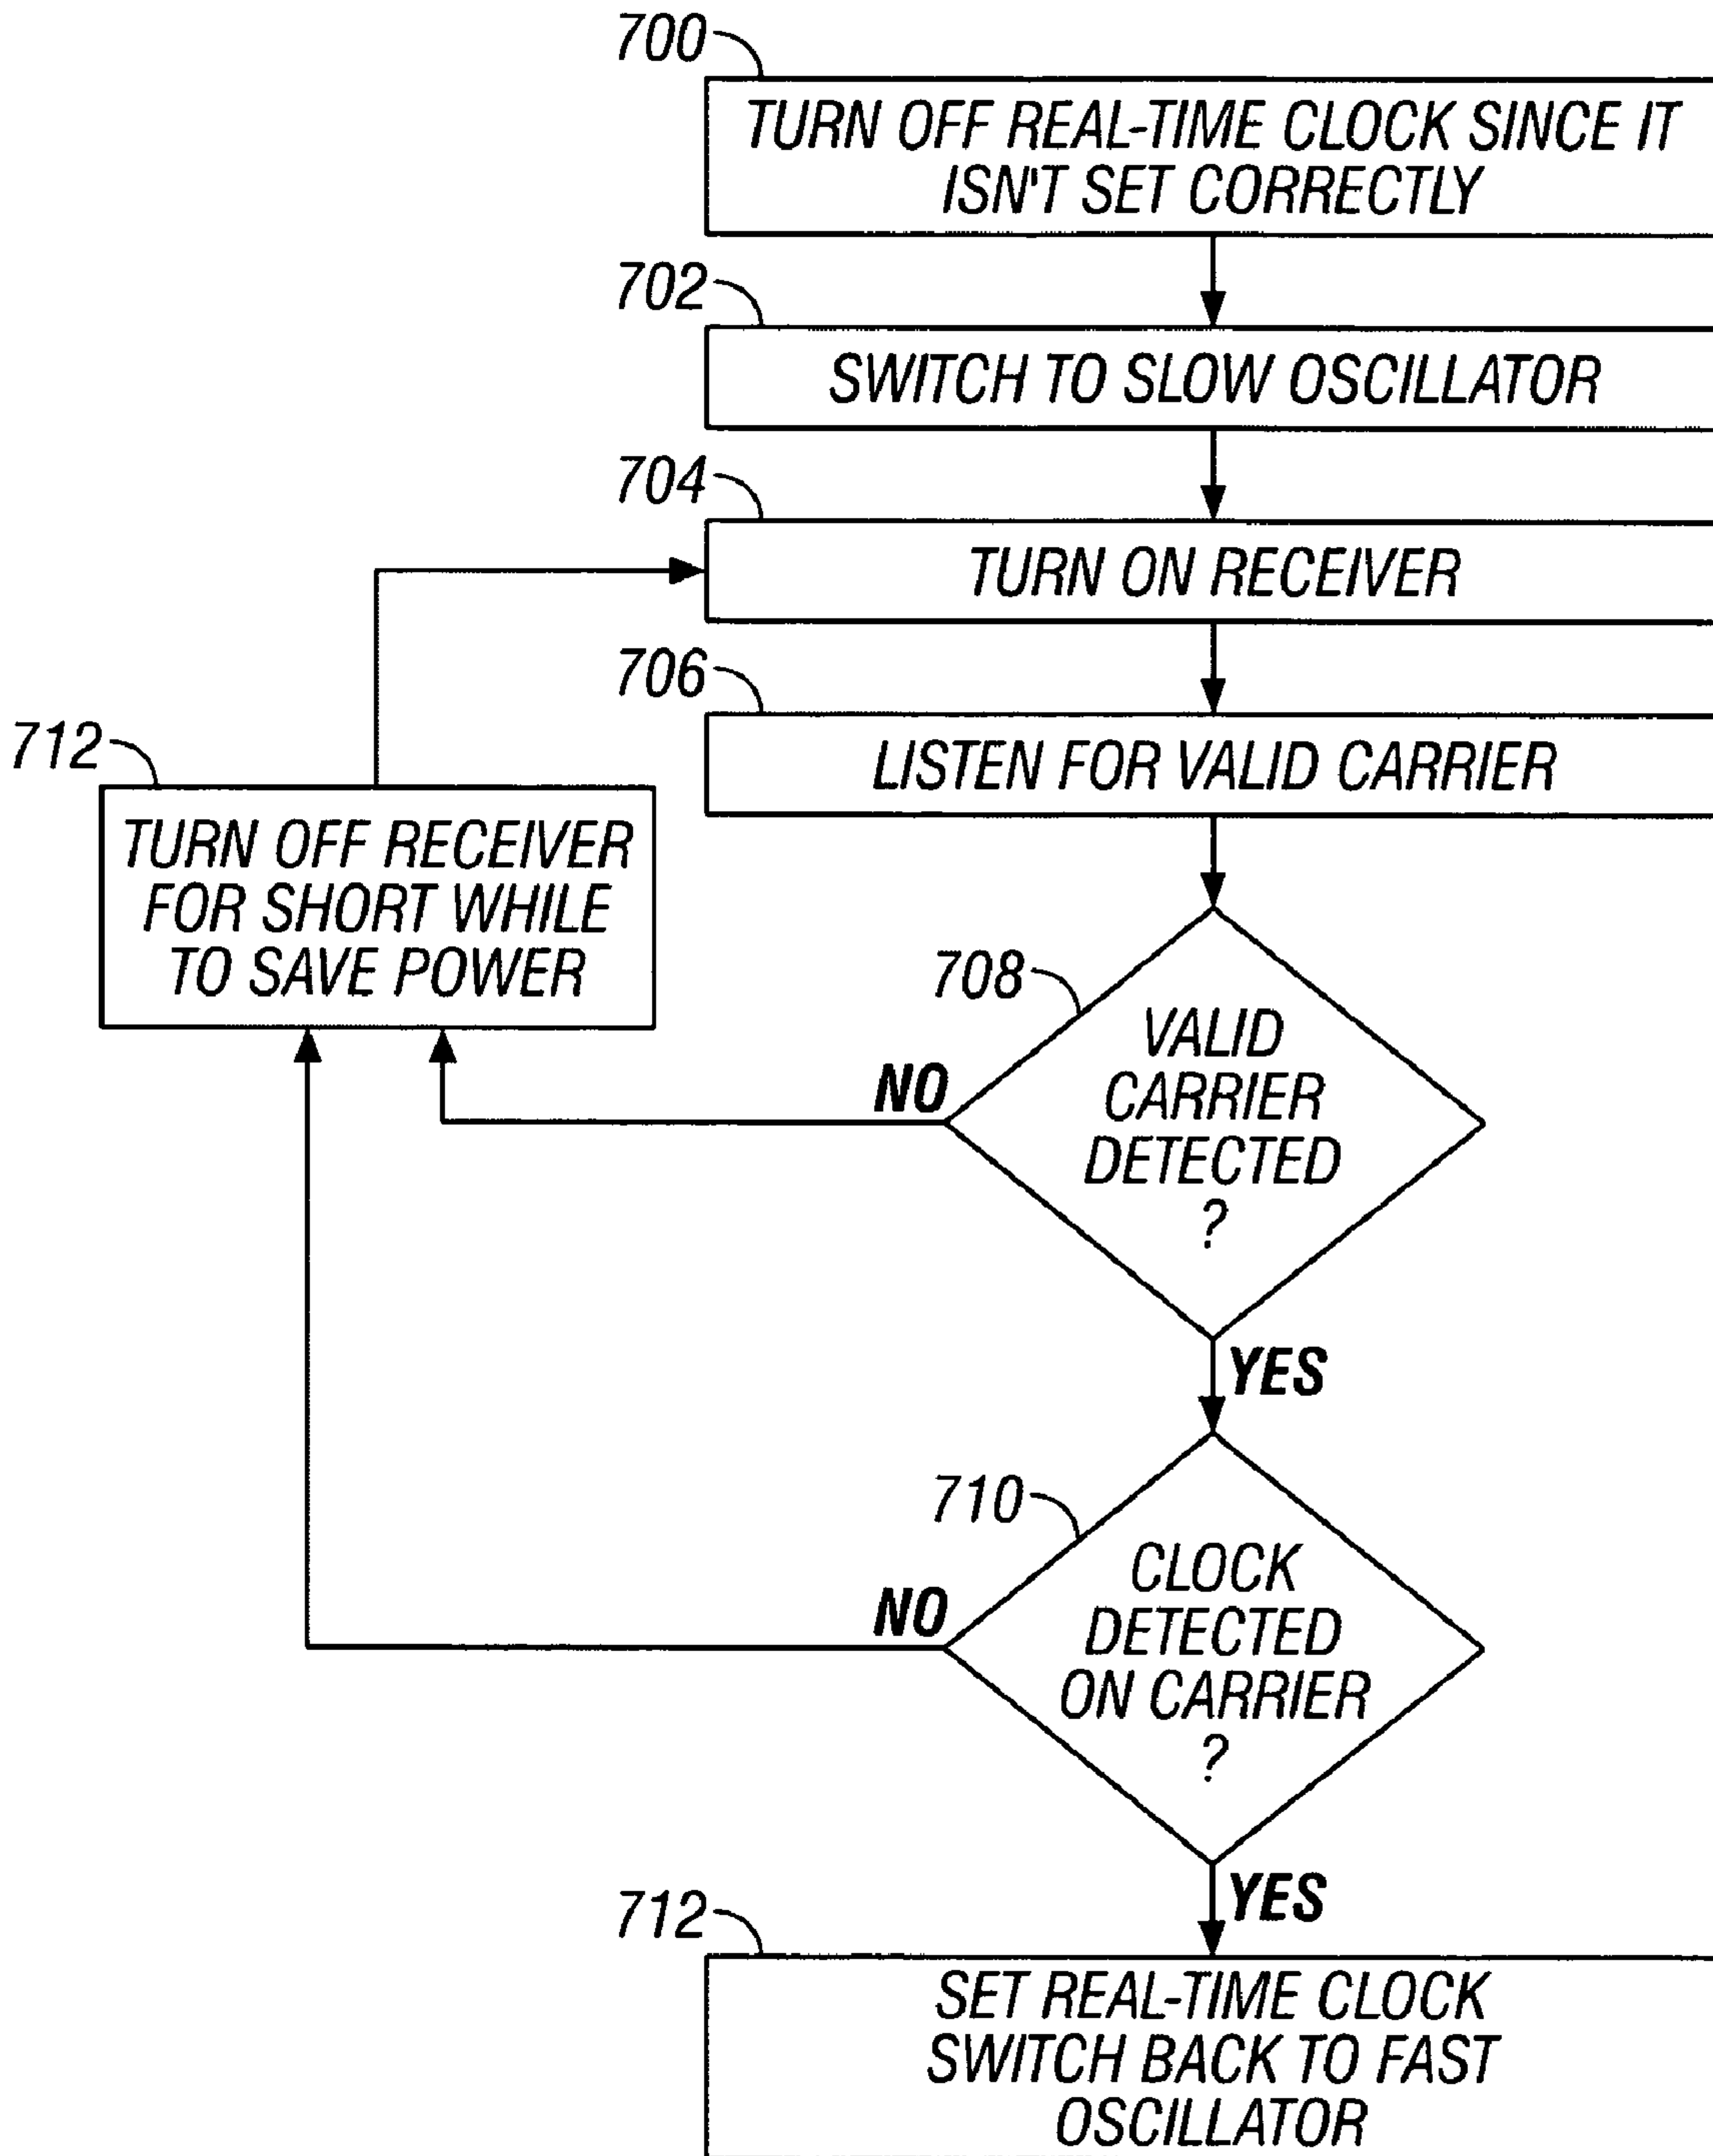 700
TURN OFF REAL-TIME CLOCK SINCE IT
ISN'T SET CORRECTLY
702
SWITCH TO SLOW OSCILLATOR
704
TURN ON RECEIVER
706
LISTEN FOR VALID CARRIER
712
TURN OFF RECEIVER
FOR SHORT WHILE
TO SAVE POWER
708
VALID
CARRIER
DETECTED
?
NO
YES
710
CLOCK
DETECTED
ON CARRIER
?
NO
YES
712
SET REAL-TIME CLOCK
SWITCH BACK TO FAST
OSCILLATOR